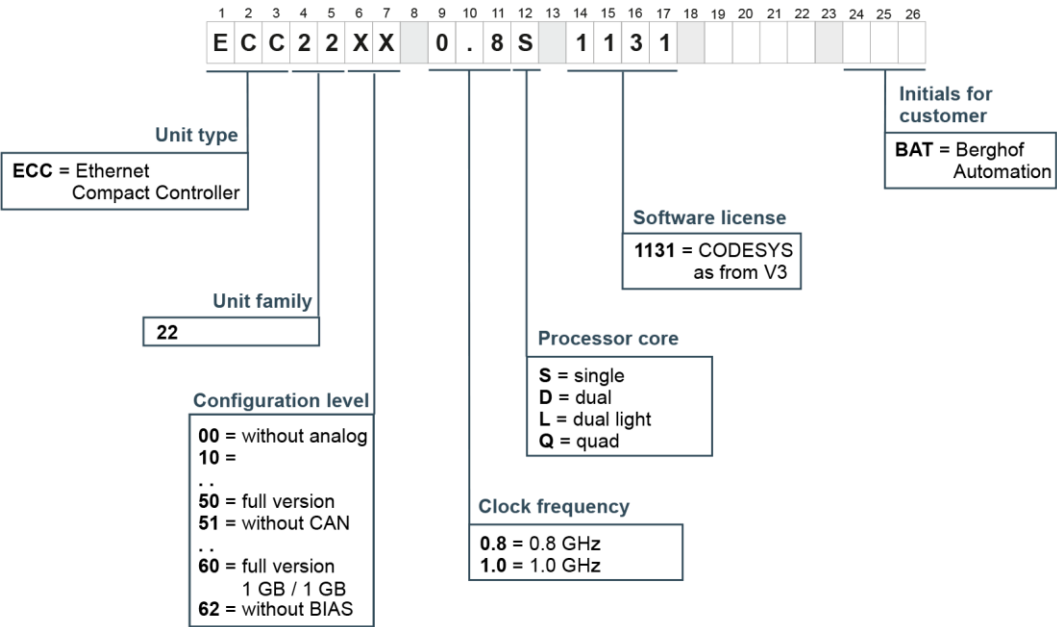 1 2 3 4 5 6 7 8 9 10 11 12 13 14 15 16 17 18 19 20 21 22 23 24 25 26
E C C 2 2 X X 0 . 8 S 1 1 3 1
Initials for
customer
BAT = Berghof
Automation
Unit type
ECC = Ethernet
Compact Controller
Software license
1131 = CODESYS
as from V3
Unit family
22
Processor core
S = single
D = dual
L = dual light
Q = quad
Configuration level
00 = without analog
10 =
. .
50 = full version
51 = without CAN
. .
60 = full version
1 GB / 1 GB
62 = without BIAS
Clock frequency
0.8 = 0.8 GHz
1.0 = 1.0 GHz